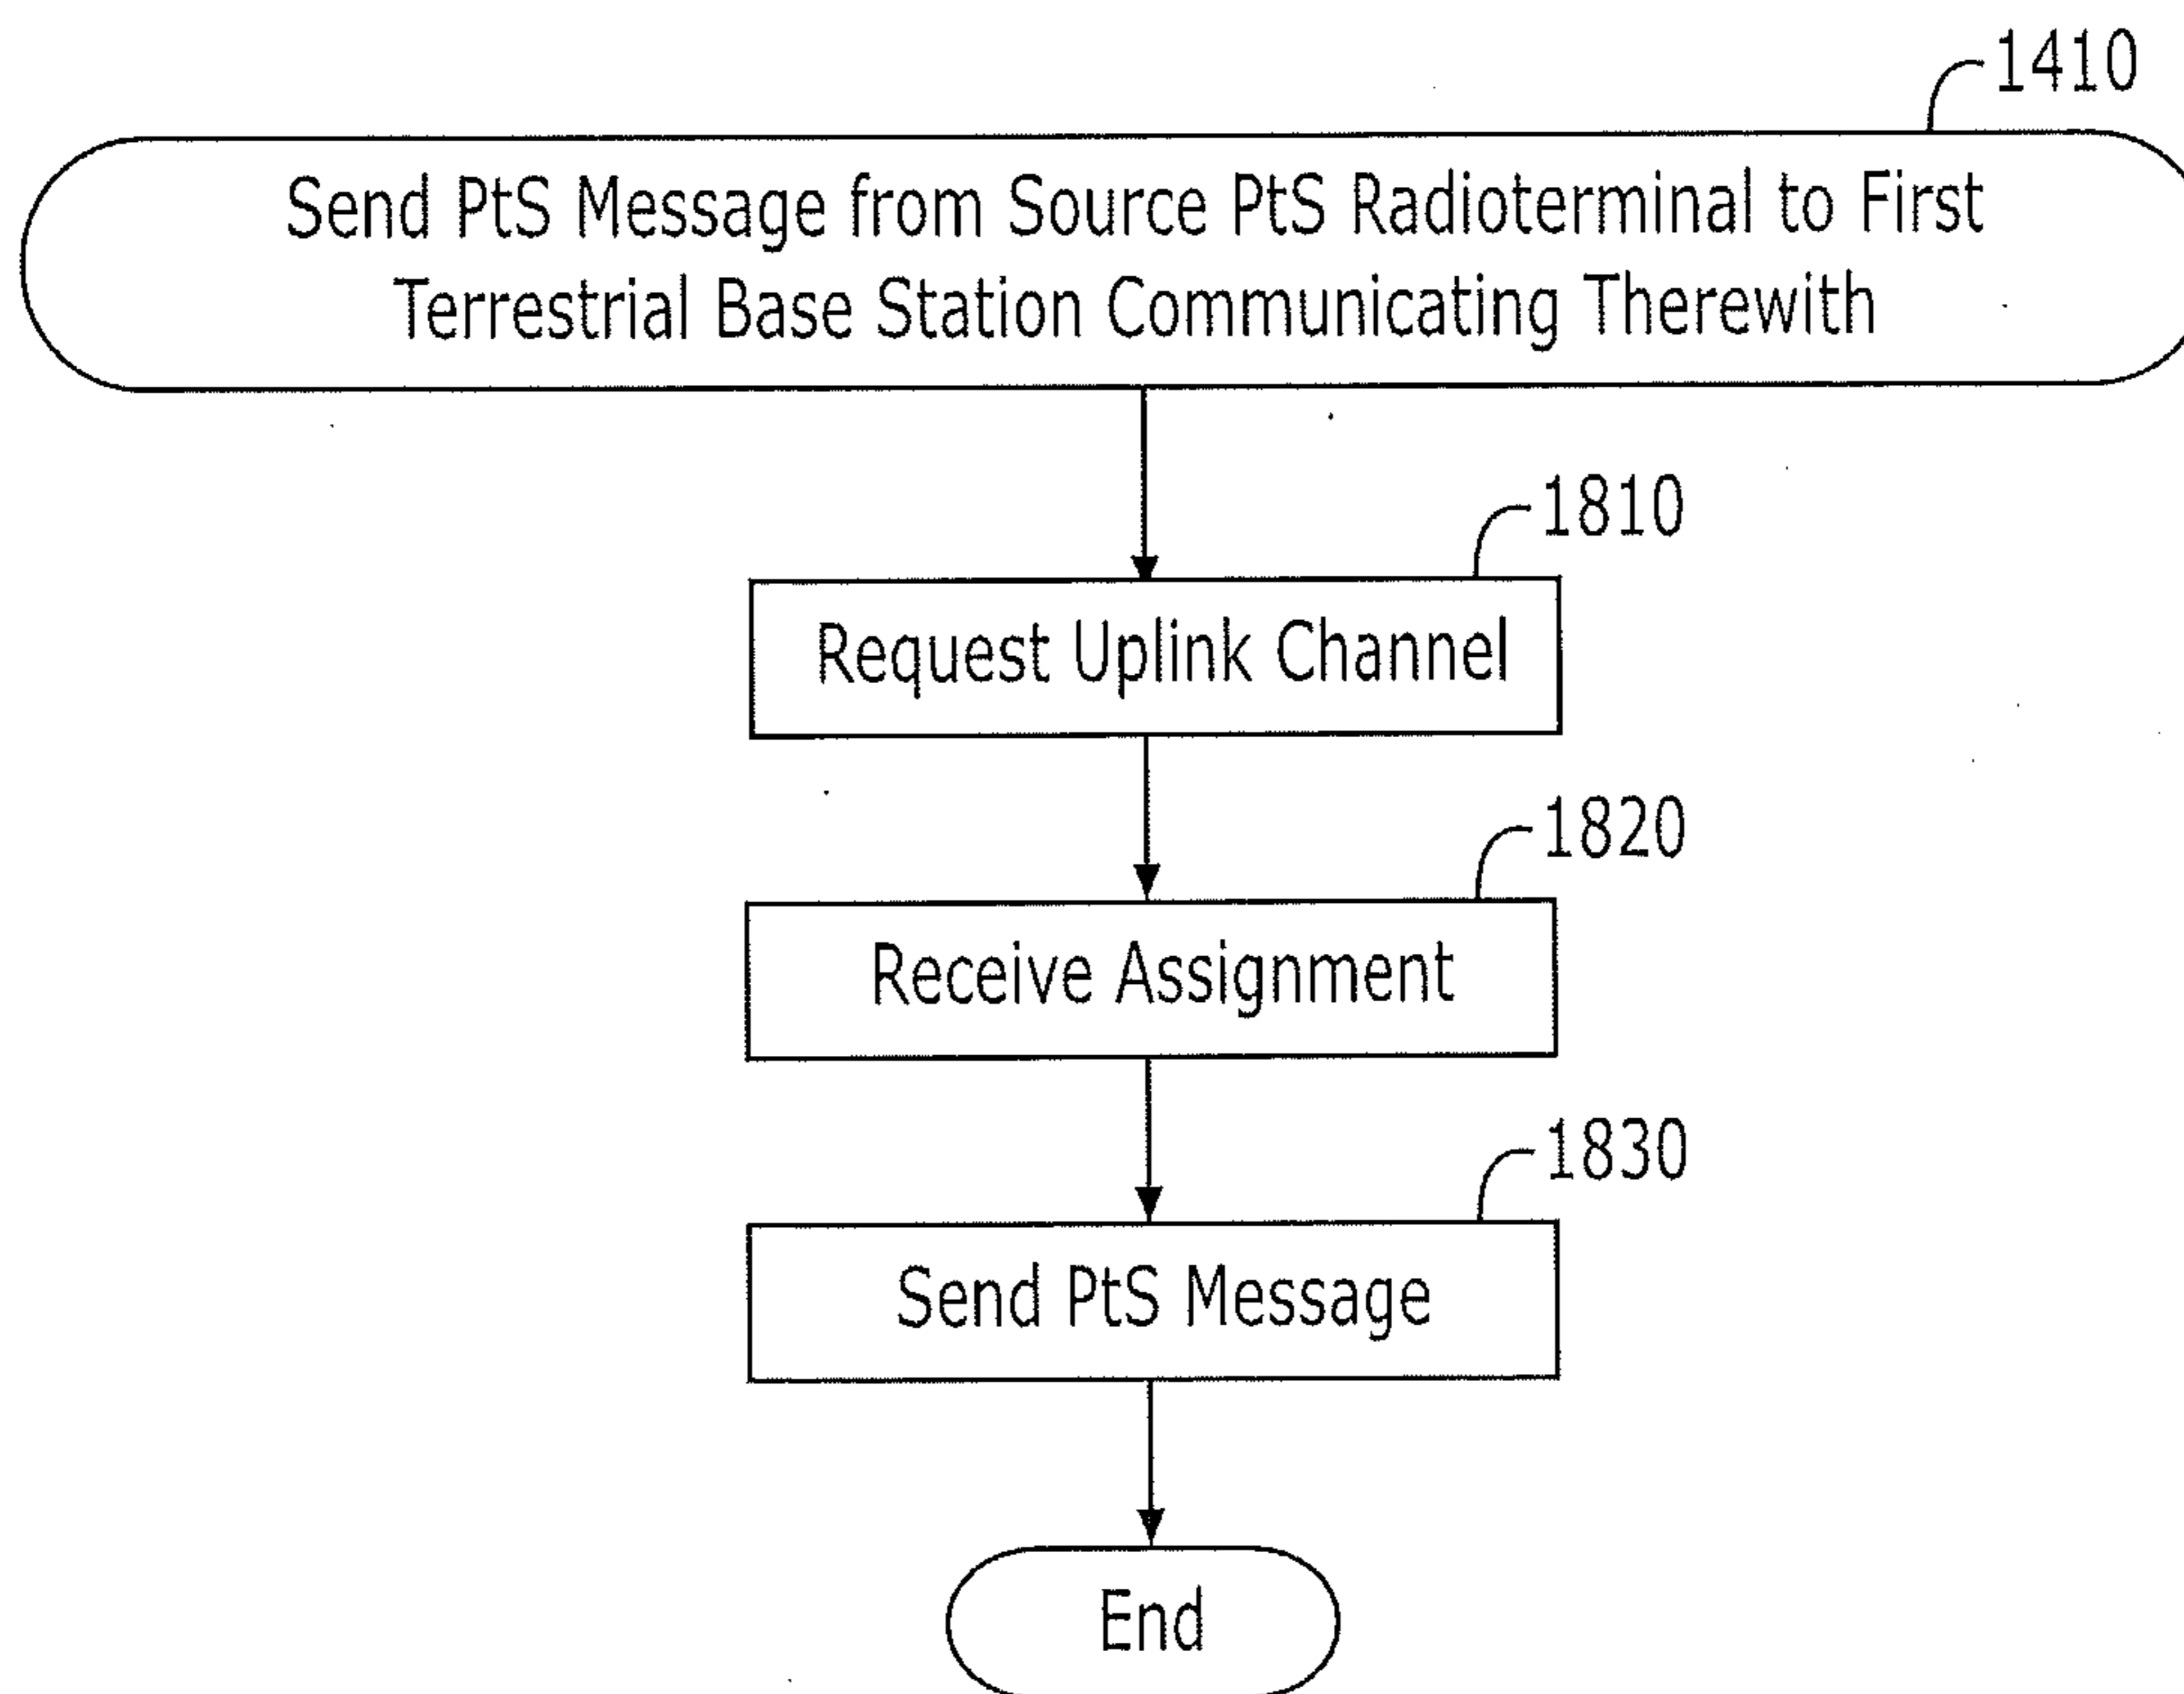 1410
Send PtS Message from Source PtS Radioterminal to First
Terrestrial Base Station Communicating Therewith
1810
Request Uplink Channel
1820
Receive Assignment
1830
Send PtS Message
End